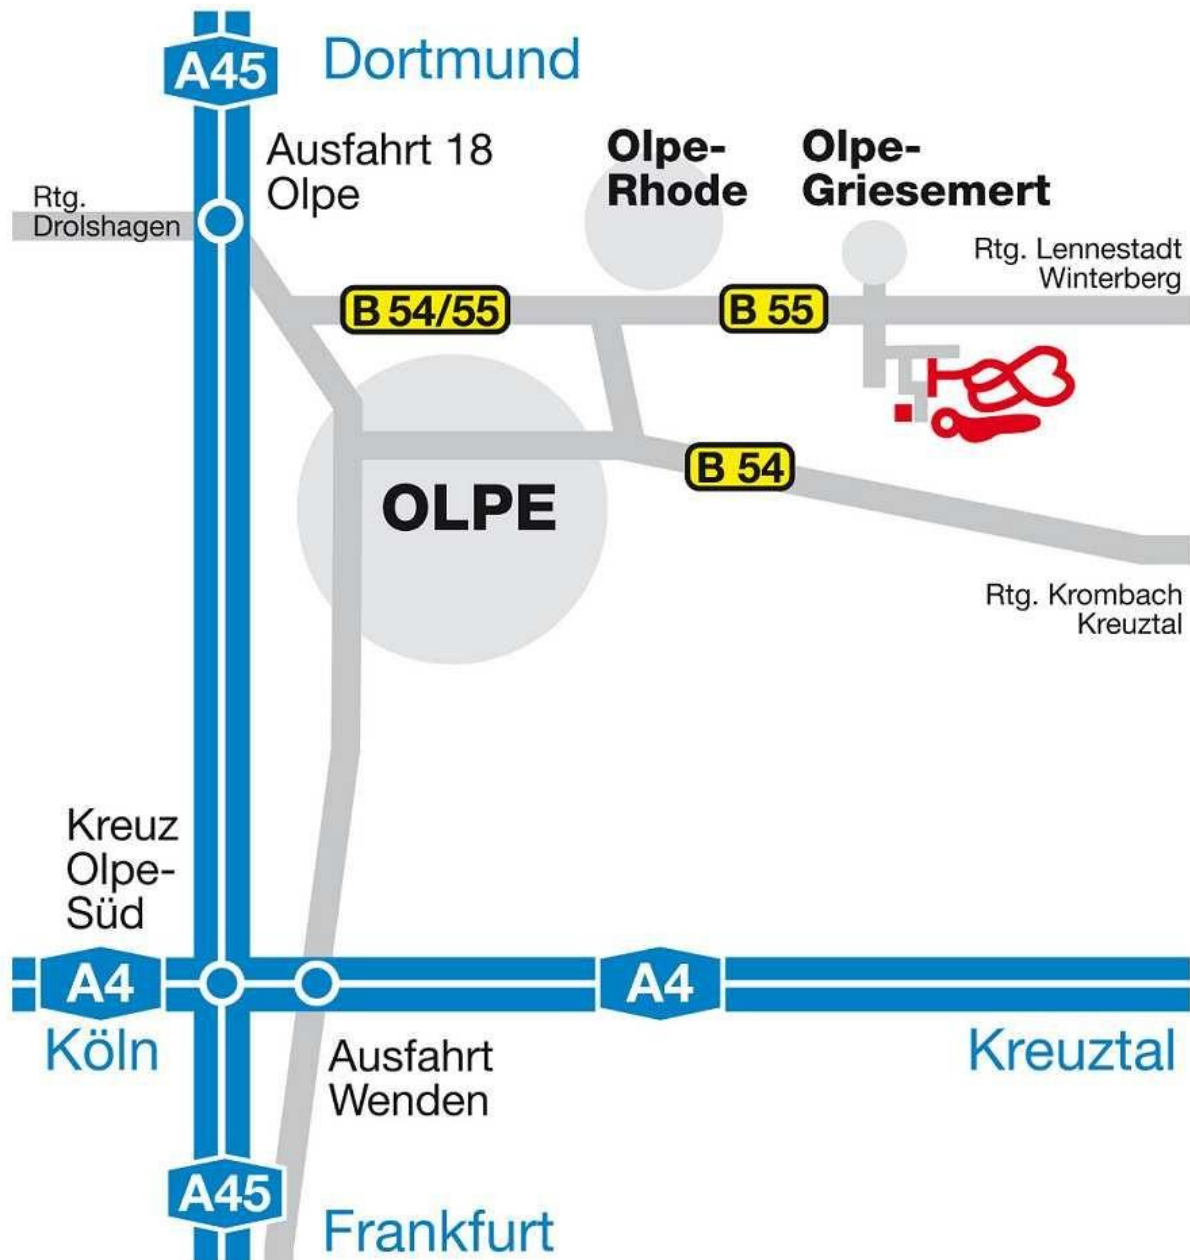 A45
Dortmund
Ausfahrt 18
Olpe
Olpe-
Rhode
Olpe-
Griesemert
Rtg.
Drolshagen
Rtg. Lennestadt
Winterberg
B 54/55
B 55
B 54
OLPE
Rtg. Krombach
Kreuztal
Kreuz
Olpe-
Süd
A4
A4
Köln
Kreuztal
Ausfahrt
Wenden
A45
Frankfurt